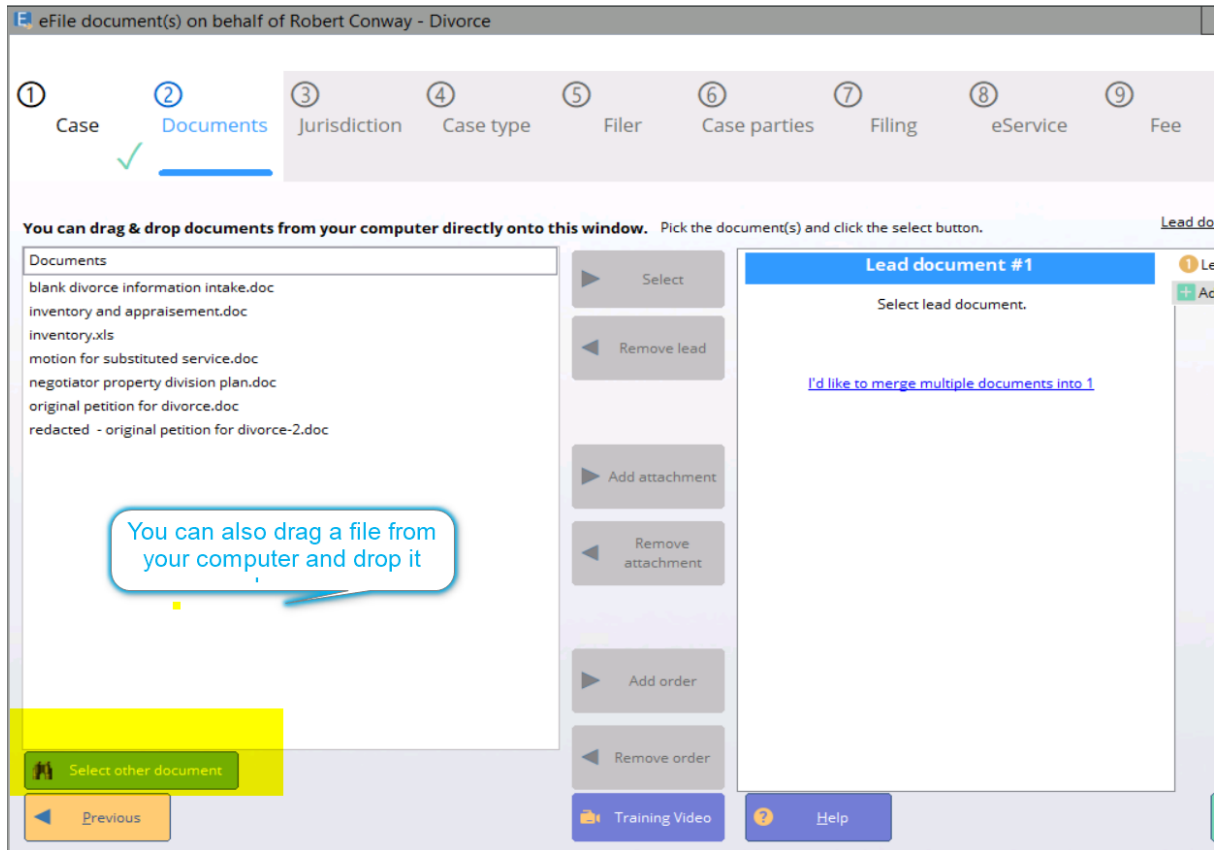 eFile document(s) on behalf of Robert Conway - Divorce
1 2 3 4 5 6 7 8 9
Case Documents Jurisdiction Case type Filer Case parties Filing eService Fee
You can drag & drop documents from your computer directly onto this window. Pick the document(s) and click the select button. Lead do
Documents
blank divorce information intake.doc
inventory and appraisement.doc
inventory.xls
motion for substituted service.doc
negotiator property division plan.doc
original petition for divorce.doc
redacted - original petition for divorce-2.doc
You can also drag a file from
your computer and drop it
Select other document
Previous
Select
Remove lead
Add attachment
Remove
attachment
Add order
Remove order
Training Video
Lead document #1
Select lead document.
I'd like to merge multiple documents into 1
? Help
1 Le
+ Ad